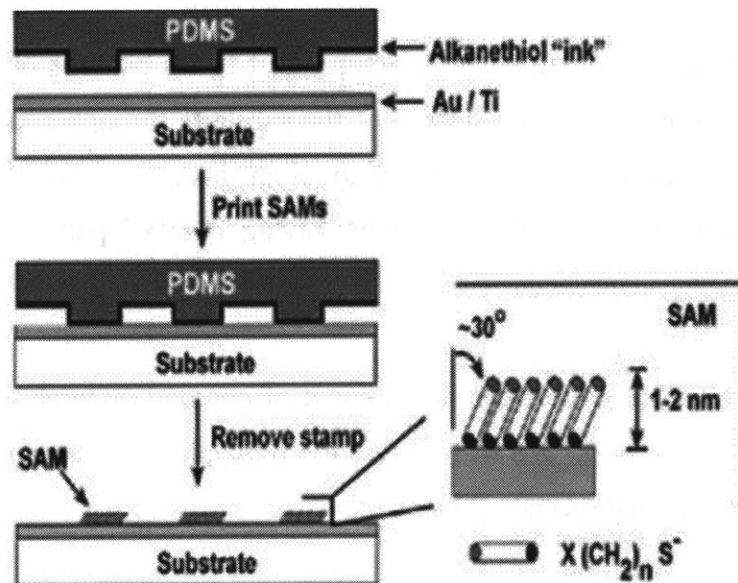 PDMS
Alkanethiol "ink"
Au / Ti
Substrate
Print SAMs
PDMS
Substrate
Remove stamp
SAM
Substrate
~30°
SAM
1-2 nm
X (CH₂)ₙ S⁻